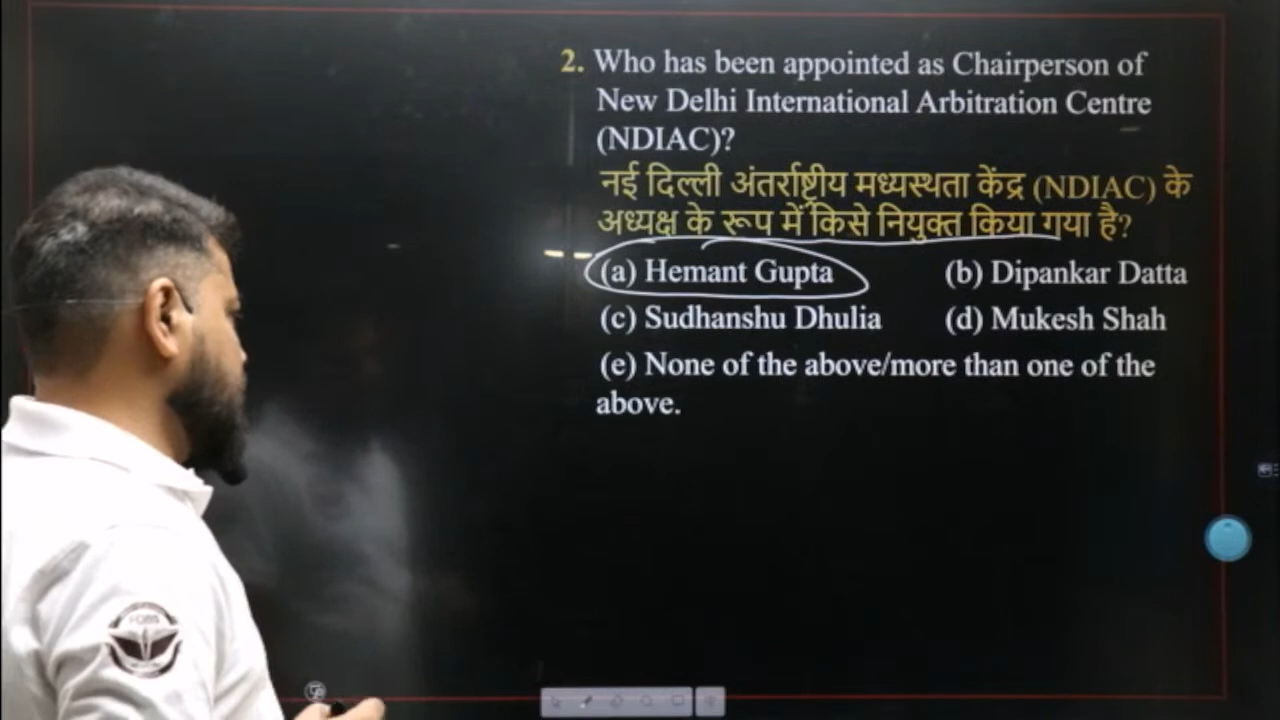 2. Who has been appointed as Chairperson of
New Delhi International Arbitration Centre
(NDIAC)?
नई दिल्ली अंतर्राष्ट्रीय मध्यस्थता केंद्र (NDIAC) के
अध्यक्ष के रूप में किसे नियुक्त किया गया है?
(a) Hemant Gupta (b) Dipankar Datta
(c) Sudhanshu Dhulia (d) Mukesh Shah
(e) None of the above/more than one of the
above.